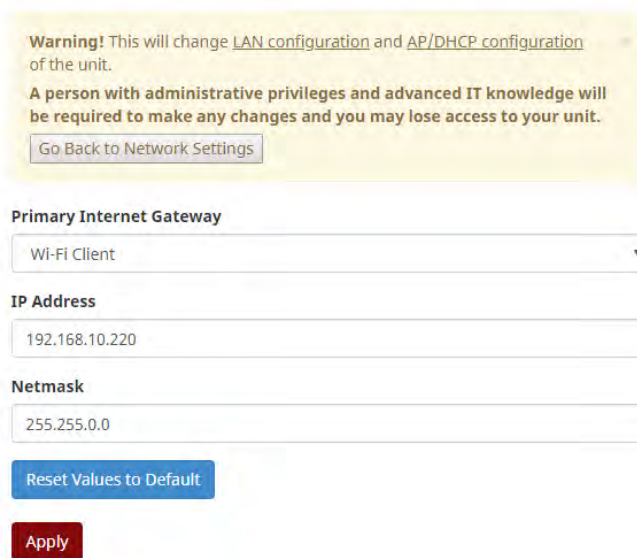 Warning! This will change LAN configuration and AP/DHCP configuration
of the unit.
A person with administrative privileges and advanced IT knowledge will
be required to make any changes and you may lose access to your unit.
Go Back to Network Settings
Primary Internet Gateway
Wi-Fi Client
IP Address
192.168.10.220
Netmask
255.255.0.0
Reset Values to Default
Apply